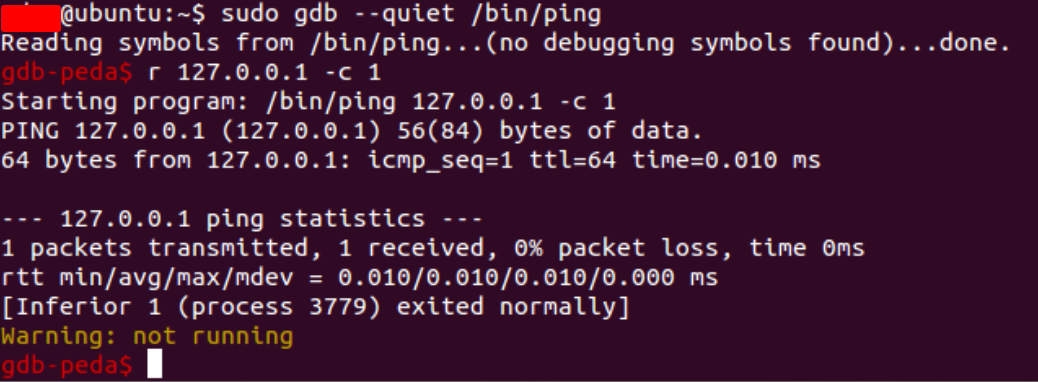 @ubuntu:~$ sudo gdb --quiet /bin/ping
Reading symbols from /bin/ping...(no debugging symbols found)...done.
gdb-peda$ r 127.0.0.1 -c 1
Starting program: /bin/ping 127.0.0.1 -c 1
PING 127.0.0.1 (127.0.0.1) 56(84) bytes of data.
64 bytes from 127.0.0.1: icmp_seq=1 ttl=64 time=0.010 ms

--- 127.0.0.1 ping statistics ---
1 packets transmitted, 1 received, 0% packet loss, time 0ms
rtt min/avg/max/mdev = 0.010/0.010/0.010/0.000 ms
[Inferior 1 (process 3779) exited normally]
Warning: not running
gdb-peda$